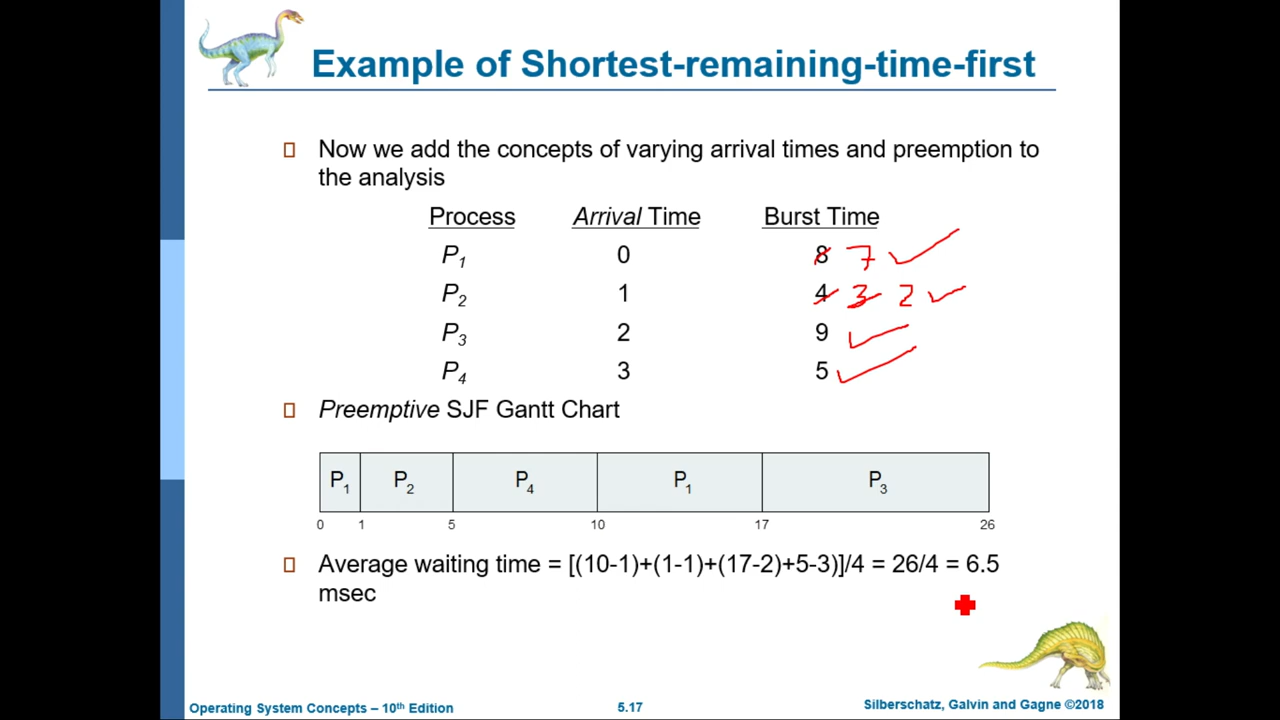 Example of Shortest-remaining-time-first
Now we add the concepts of varying arrival times and preemption to
the analysis
Process Arrival Time Burst Time
P1 0 8 7
P2 1 4 3 2
P3 2 9
P4 3 5
Preemptive SJF Gantt Chart
P1 P2 P4 P1 P3
0 1 5 10 17 26
Average waiting time = [(10-1)+(1-1)+(17-2)+5-3)]/4 = 26/4 = 6.5
msec
Operating System Concepts – 10th Edition 5.17 Silberschatz, Galvin and Gagne ©2018